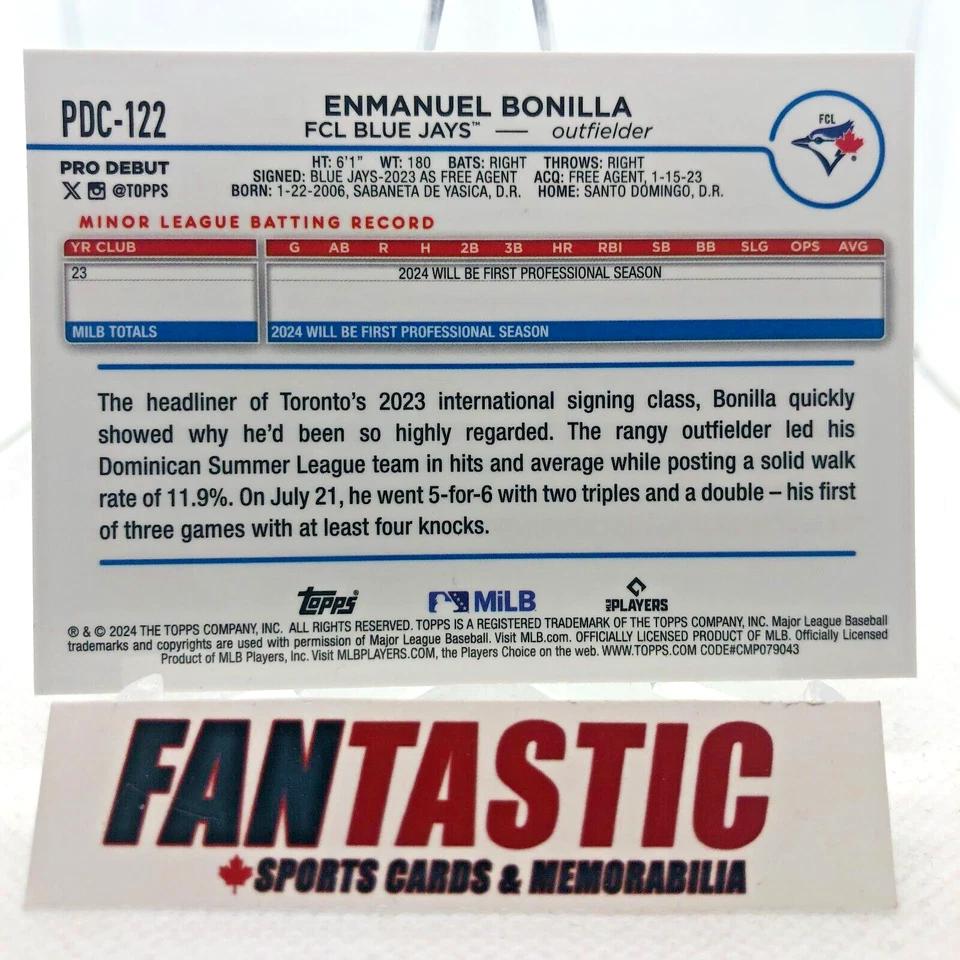 PDC-122
ENMANUEL BONILLA
FCL BLUE JAYS™ — outfielder
FCL
PRO DEBUT
X @TOPPS
HT: 6'1" WT: 180 BATS: RIGHT THROWS: RIGHT
SIGNED: BLUE JAYS-2023 AS FREE AGENT ACQ: FREE AGENT, 1-15-23
BORN: 1-22-2006, SABANETA DE YASICA, D.R. HOME: SANTO DOMINGO, D.R.
MINOR LEAGUE BATTING RECORD
YR CLUB G AB R H 2B 3B HR RBI SB BB SLG OPS AVG
23 2024 WILL BE FIRST PROFESSIONAL SEASON
MILB TOTALS 2024 WILL BE FIRST PROFESSIONAL SEASON
The headliner of Toronto's 2023 international signing class, Bonilla quickly
showed why he'd been so highly regarded. The rangy outfielder led his
Dominican Summer League team in hits and average while posting a solid walk
rate of 11.9%. On July 21, he went 5-for-6 with two triples and a double – his first
of three games with at least four knocks.
Topps MiLB MLB PLAYERS
® & © 2024 THE TOPPS COMPANY, INC. ALL RIGHTS RESERVED. TOPPS IS A REGISTERED TRADEMARK OF THE TOPPS COMPANY, INC. Major League Baseball
trademarks and copyrights are used with permission of Major League Baseball. Visit MLB.com. OFFICIALLY LICENSED PRODUCT OF MLB. Officially Licensed
Product of MLB Players, Inc. Visit MLBPLAYERS.COM, the Players Choice on the web. WWW.TOPPS.COM CODE#CMP079043
FANTASTIC
SPORTS CARDS & MEMORABILIA